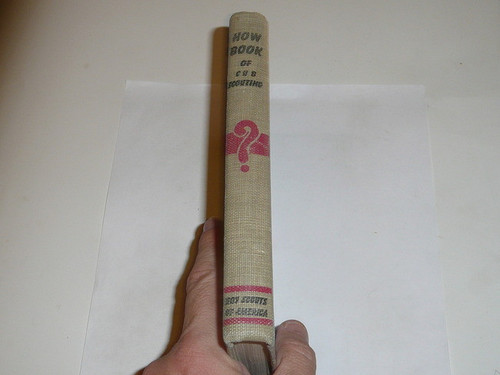 HOW
BOOK
OF
CUB
SCOUTING
?
BOY SCOUTS
OF AMERICA